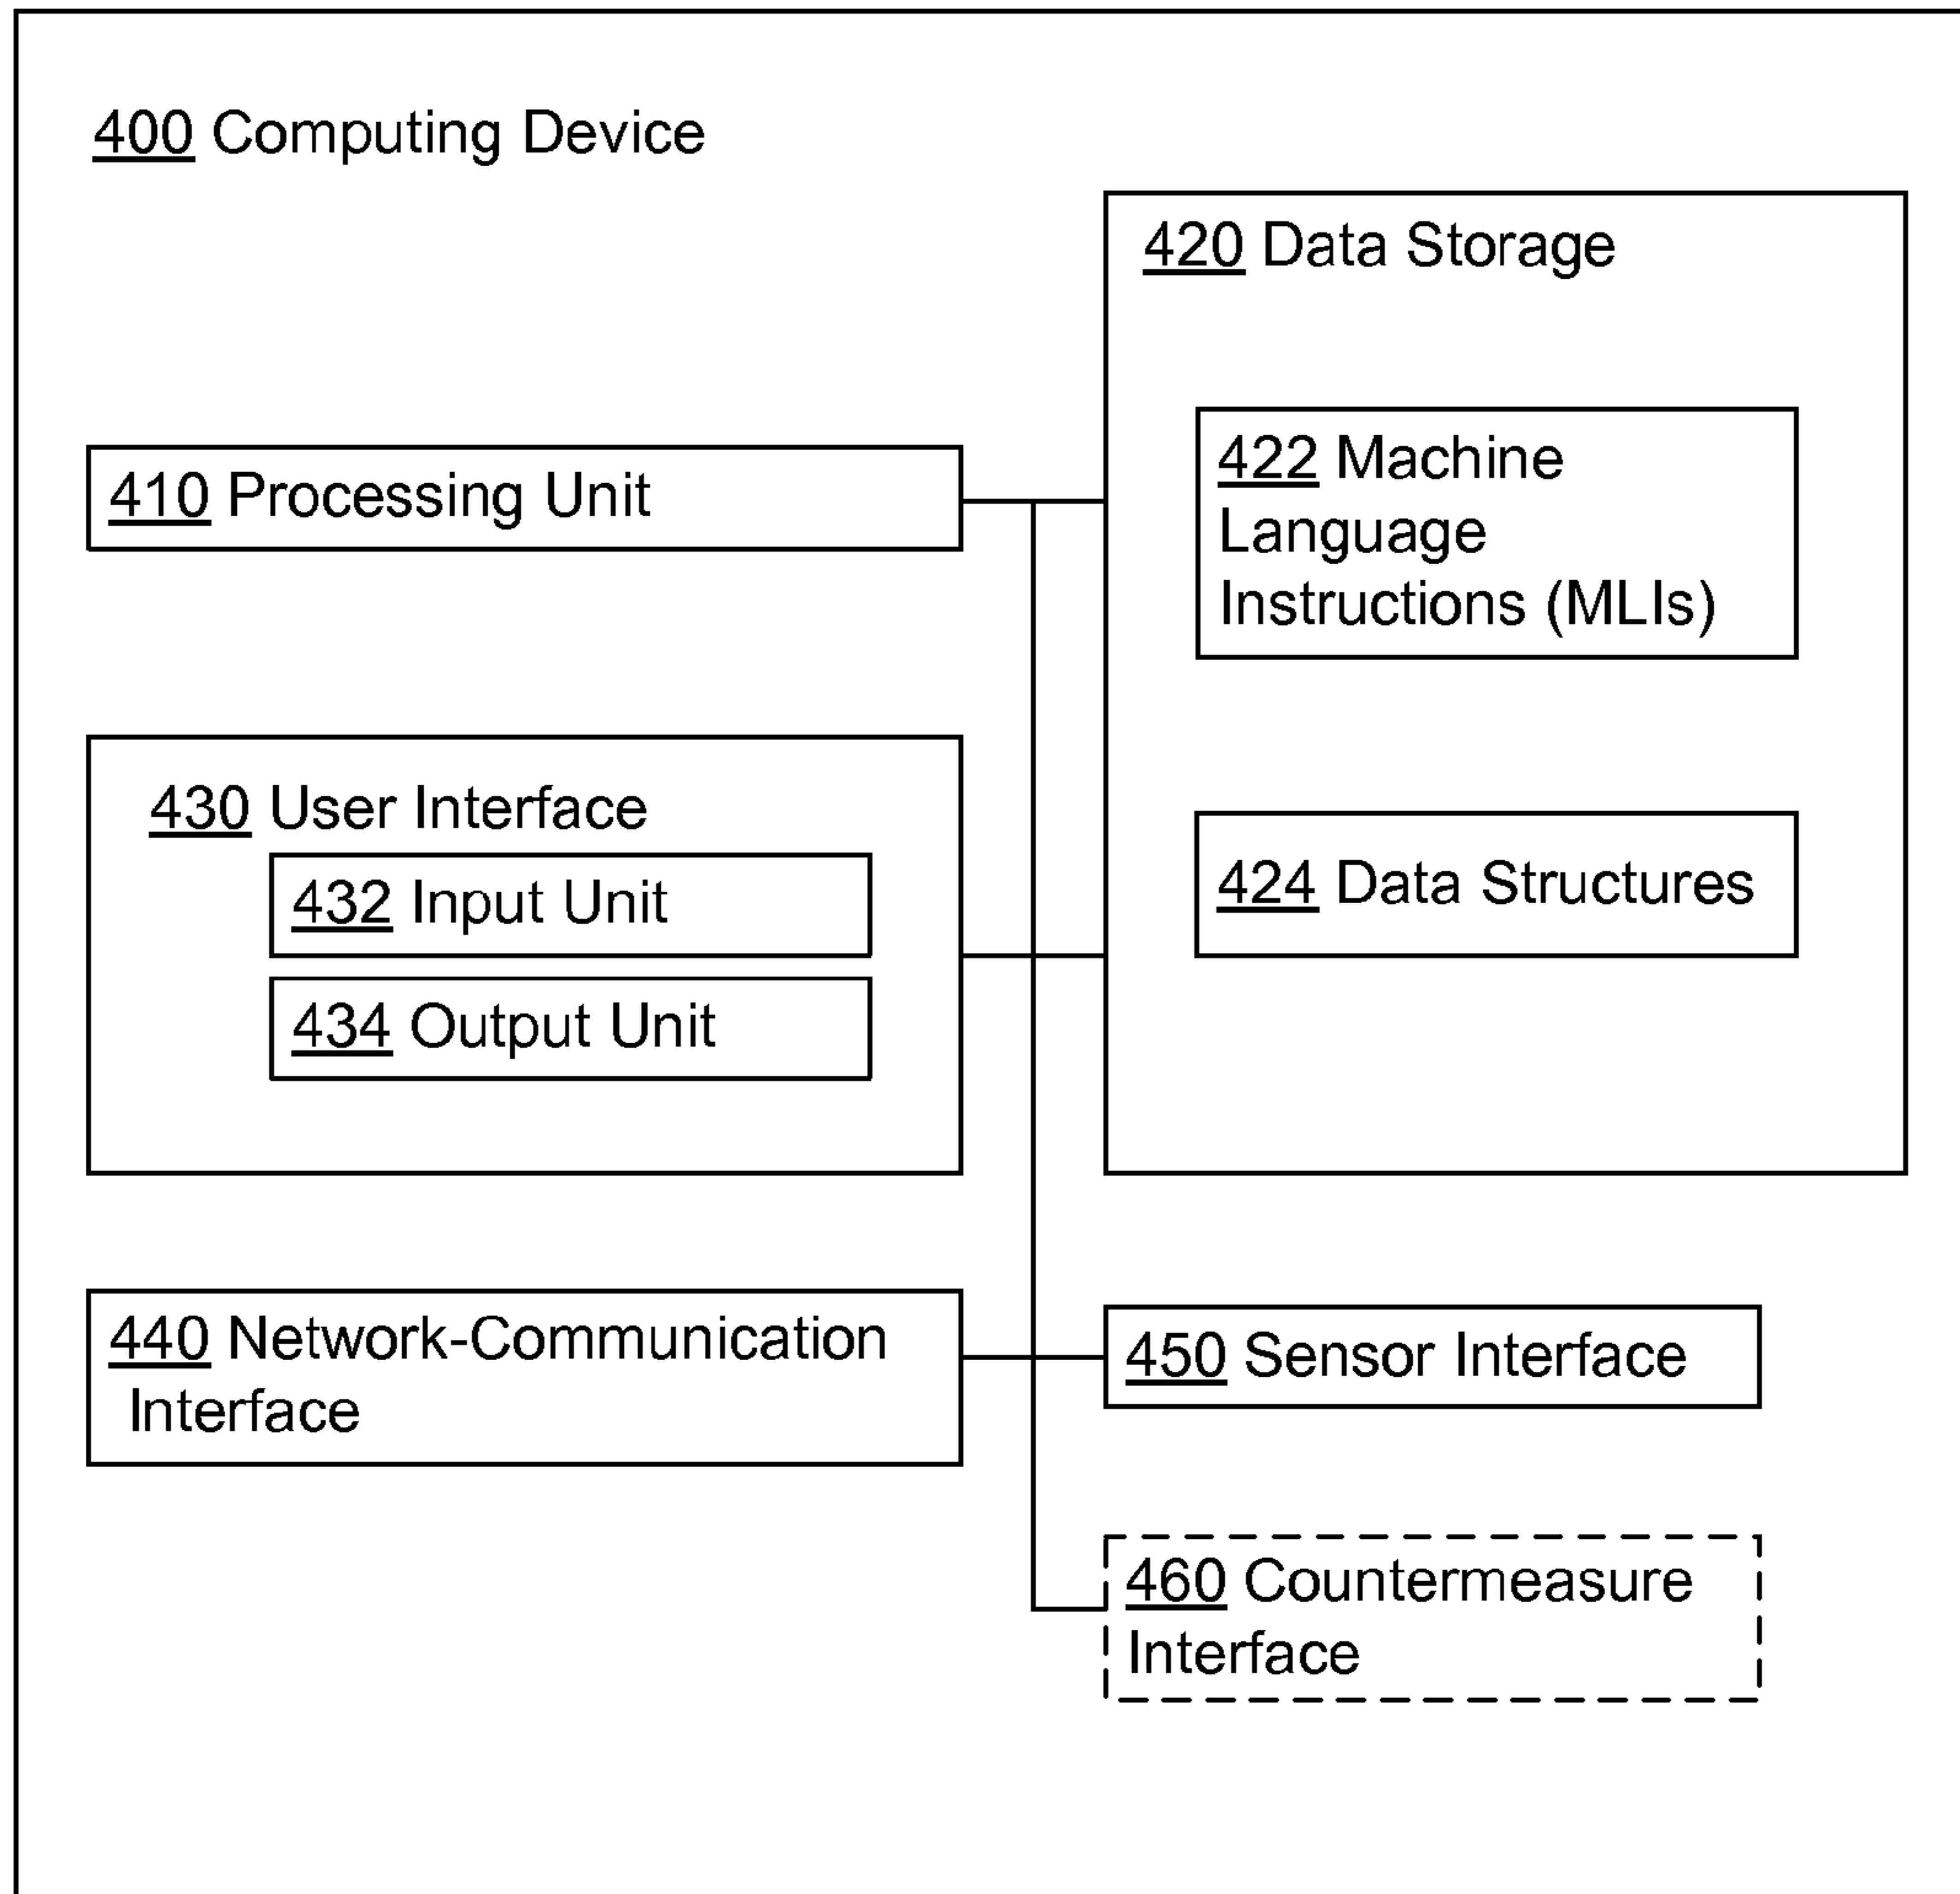 400 Computing Device
420 Data Storage
422 Machine
Language
Instructions (MLIs)
410 Processing Unit
430 User Interface
432 Input Unit
434 Output Unit
424 Data Structures
440 Network-Communication
Interface
450 Sensor Interface
460 Countermeasure
Interface